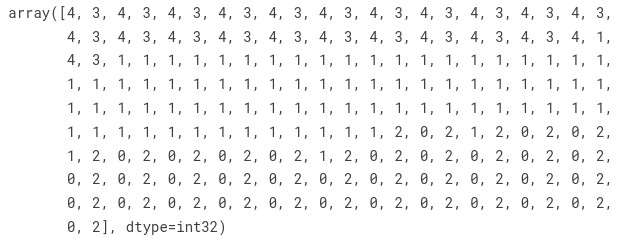 array([4, 3, 4, 3, 4, 3, 4, 3, 4, 3, 4, 3, 4, 3, 4, 3, 4, 3, 4, 3, 4, 3,
4, 3, 4, 3, 4, 3, 4, 3, 4, 3, 4, 3, 4, 3, 4, 3, 4, 3, 4, 1,
4, 3, 1, 1, 1, 1, 1, 1, 1, 1, 1, 1, 1, 1, 1, 1, 1, 1, 1, 1, 1, 1,
1, 1, 1, 1, 1, 1, 1, 1, 1, 1, 1, 1, 1, 1, 1, 1, 1, 1, 1, 1, 1, 1,
1, 1, 1, 1, 1, 1, 1, 1, 1, 1, 1, 1, 1, 1, 1, 1, 1, 1, 1, 1, 1, 1,
1, 1, 1, 1, 1, 1, 1, 1, 1, 1, 1, 1, 1, 2, 0, 2, 1, 2, 0, 2, 0, 2,
1, 2, 0, 2, 0, 2, 0, 2, 0, 2, 1, 2, 0, 2, 0, 2, 0, 2, 0, 2, 0, 2,
0, 2, 0, 2, 0, 2, 0, 2, 0, 2, 0, 2, 0, 2, 0, 2, 0, 2, 0, 2, 0, 2,
0, 2, 0, 2, 0, 2, 0, 2, 0, 2, 0, 2, 0, 2, 0, 2, 0, 2, 0, 2, 0, 2,
0, 2], dtype=int32)